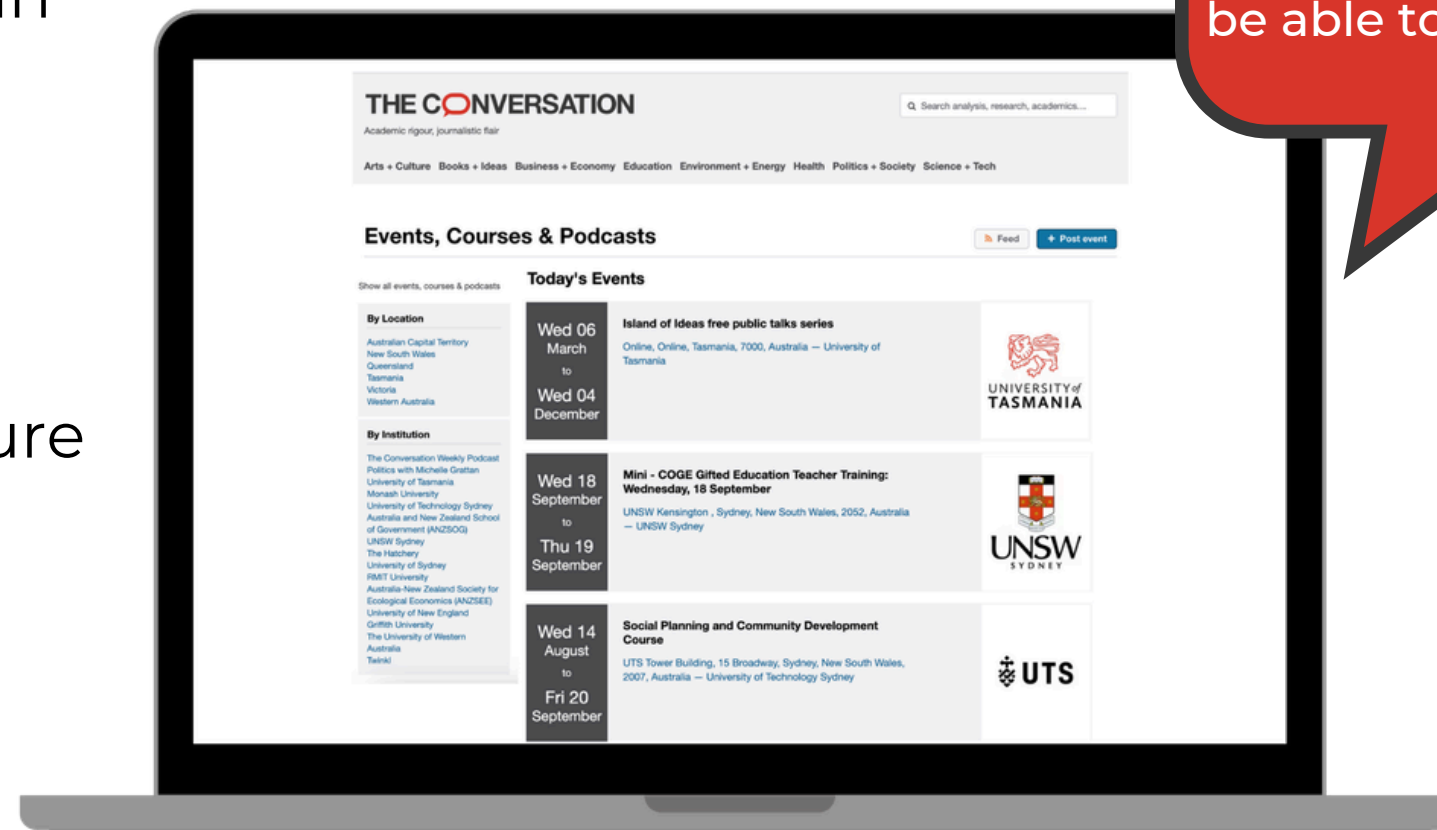 be able to
ure
THE CONVERSATION
Academic rigour, journalistic flair
Search analysis, research, academics...
Arts + Culture Books + Ideas Business + Economy Education Environment + Energy Health Politics + Society Science + Tech
Events, Courses & Podcasts
Feed
+ Post event
Show all events, courses & podcasts
By Location
Australian Capital Territory
New South Wales
Queensland
Tasmania
Victoria
Western Australia
By Institution
The Conversation Weekly Podcast
Politics with Michelle Grattan
University of Tasmania
Monash University
University of Technology Sydney
Australia and New Zealand School
of Government (ANZSOG)
UNSW Sydney
The Hatchery
University of Sydney
RMIT University
Australia-New Zealand Society for
Ecological Economics (ANZSEE)
University of New England
Griffith University
The University of Western
Australia
Twinkl
Today's Events
Wed 06
March
to
Wed 04
December
Island of Ideas free public talks series
Online, Online, Tasmania, 7000, Australia — University of
Tasmania
UNIVERSITY of
TASMANIA
Wed 18
September
to
Thu 19
September
Mini - COGE Gifted Education Teacher Training:
Wednesday, 18 September
UNSW Kensington , Sydney, New South Wales, 2052, Australia
— UNSW Sydney
UNSW
SYDNEY
Wed 14
August
to
Fri 20
September
Social Planning and Community Development
Course
UTS Tower Building, 15 Broadway, Sydney, New South Wales,
2007, Australia — University of Technology Sydney
UTS